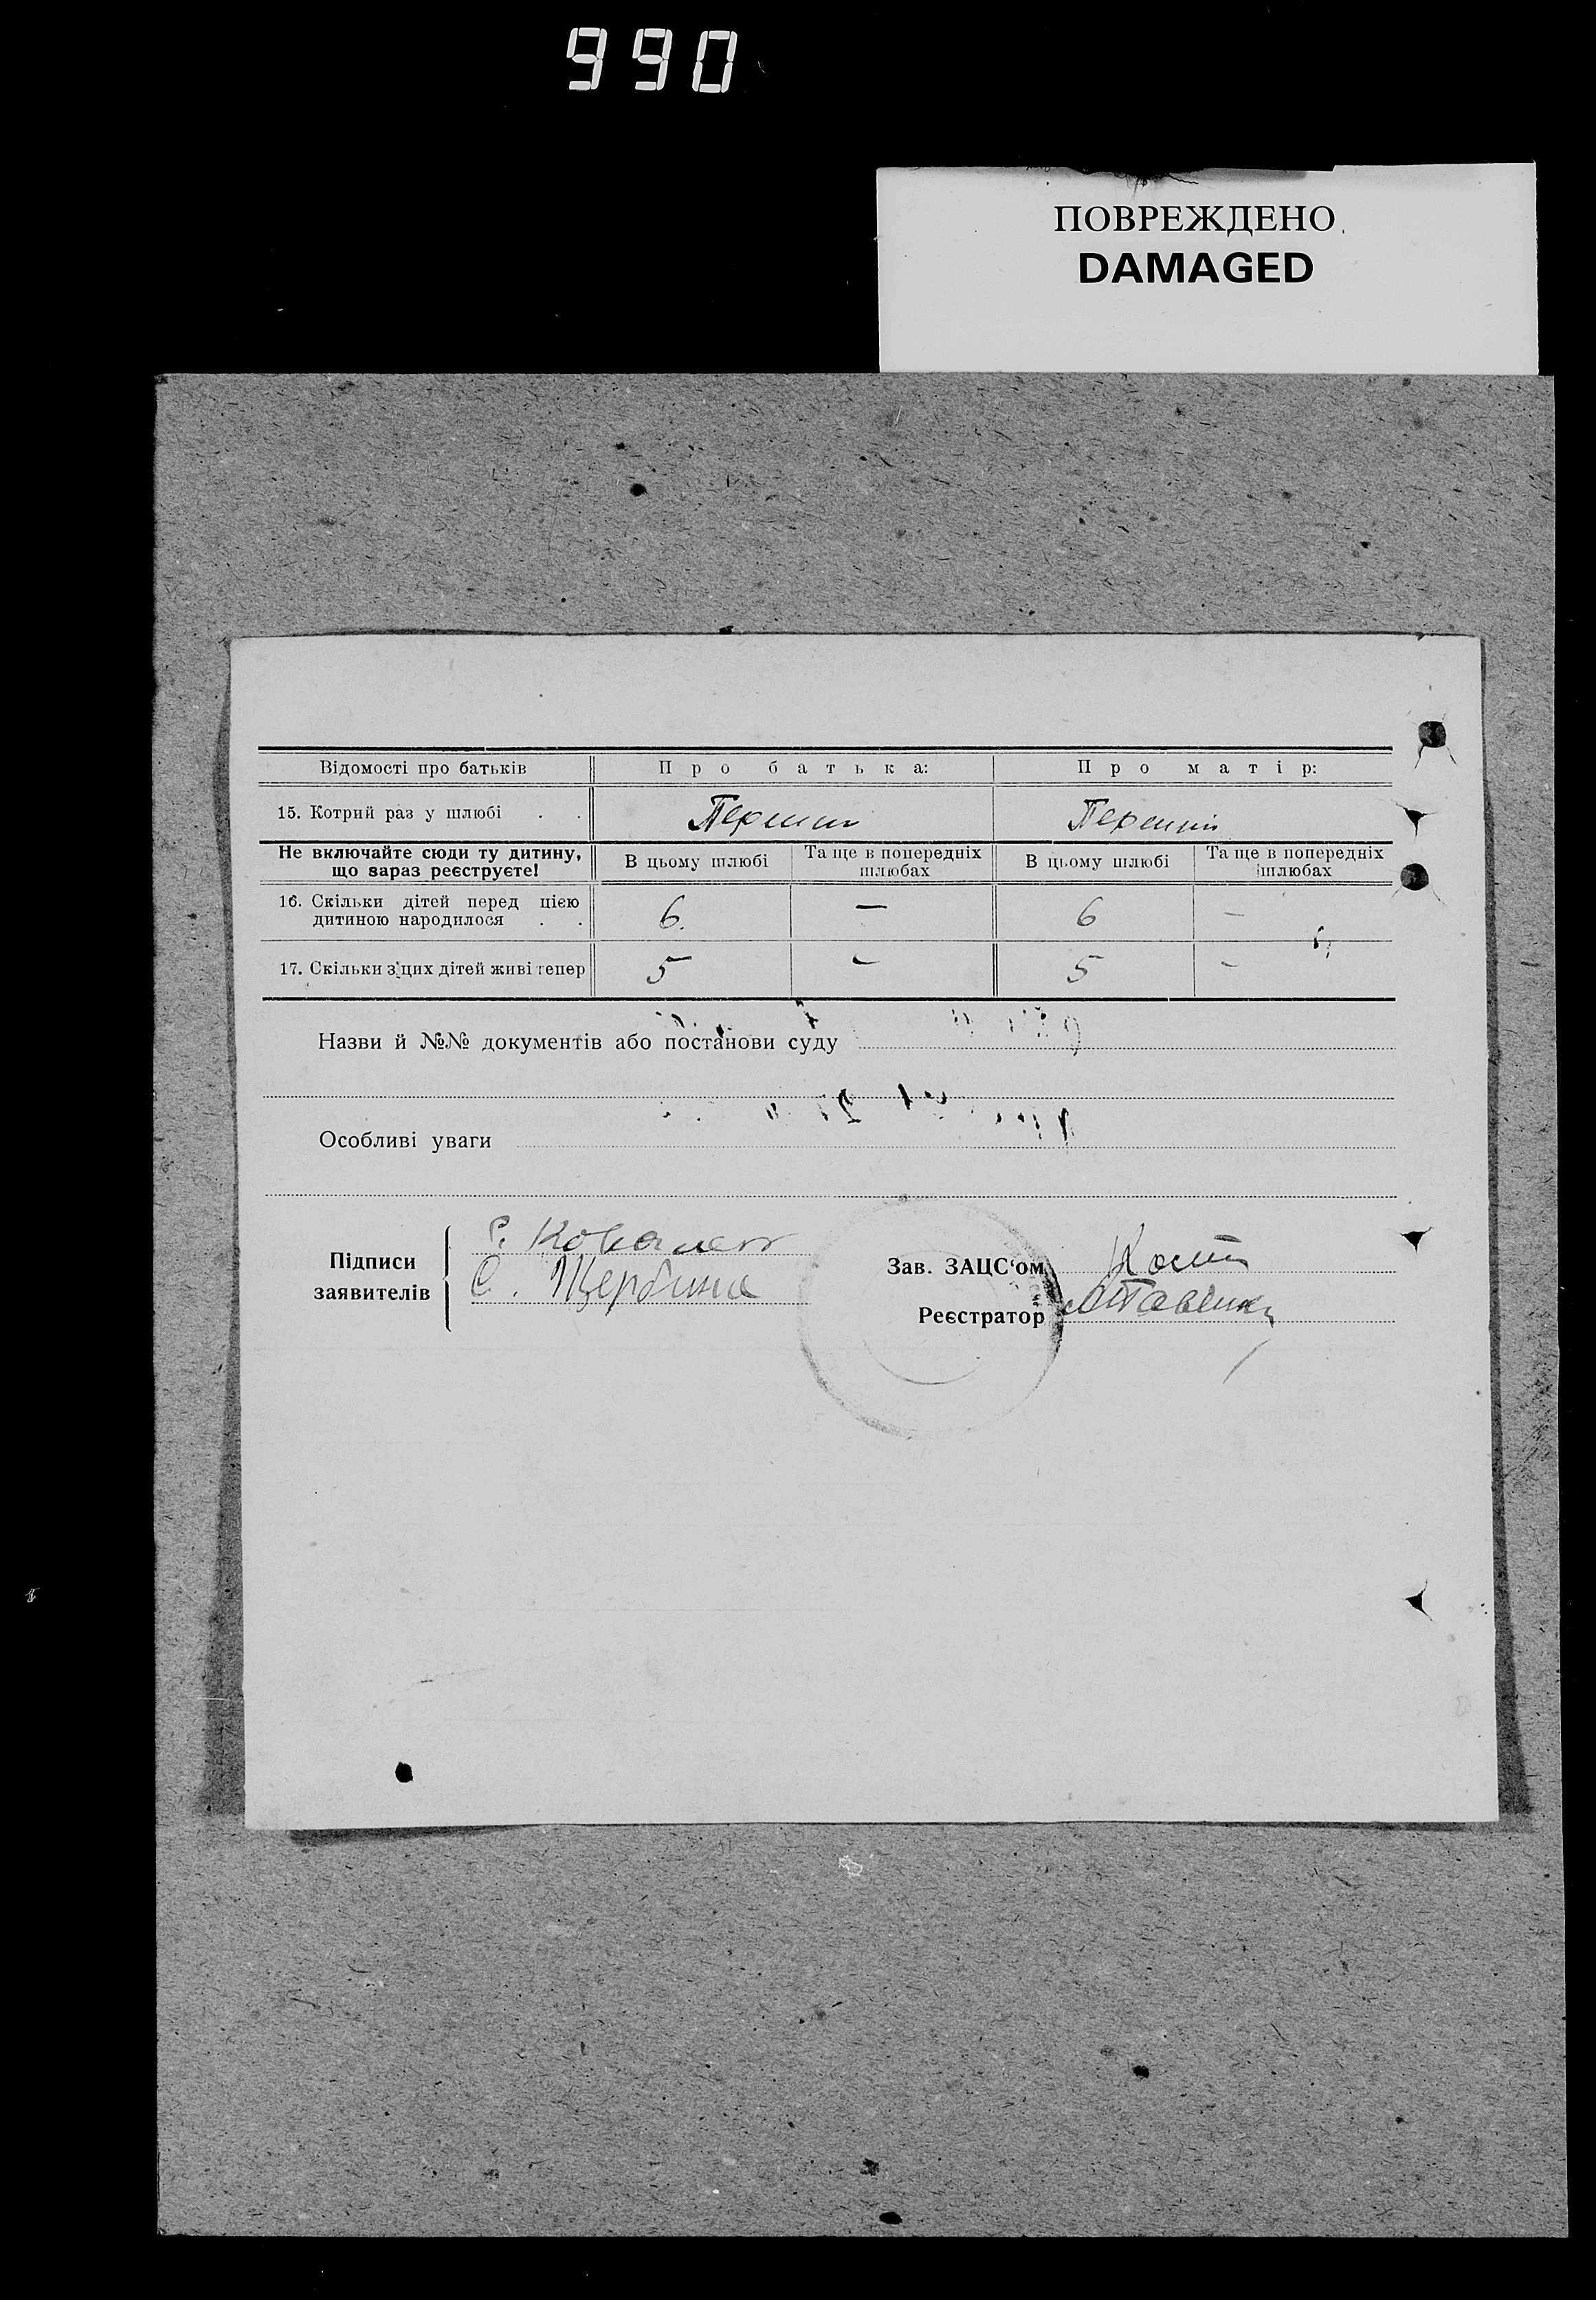 990
ПОВРЕЖДЕНО
DAMAGED
Відомості про батьків Про батька: Про матір:
15. Котрий раз у шлюбі . . Перший Перший
Не включайте сюди ту дитину, що зараз реєструєте! В цьому шлюбі Та ще в попередніх шлюбах В цьому шлюбі Та ще в попередніх шлюбах
16. Скільки дітей перед цією
дитиною народилося . . 6. — 6 —
17. Скільки з цих дітей живі тепер 5 - 5 -
Назви й №№ документів або постанови суду
Особливі уваги
Підписи
заявителів
С. Щербина
Зав. ЗАЦС‘ом
Реєстратор